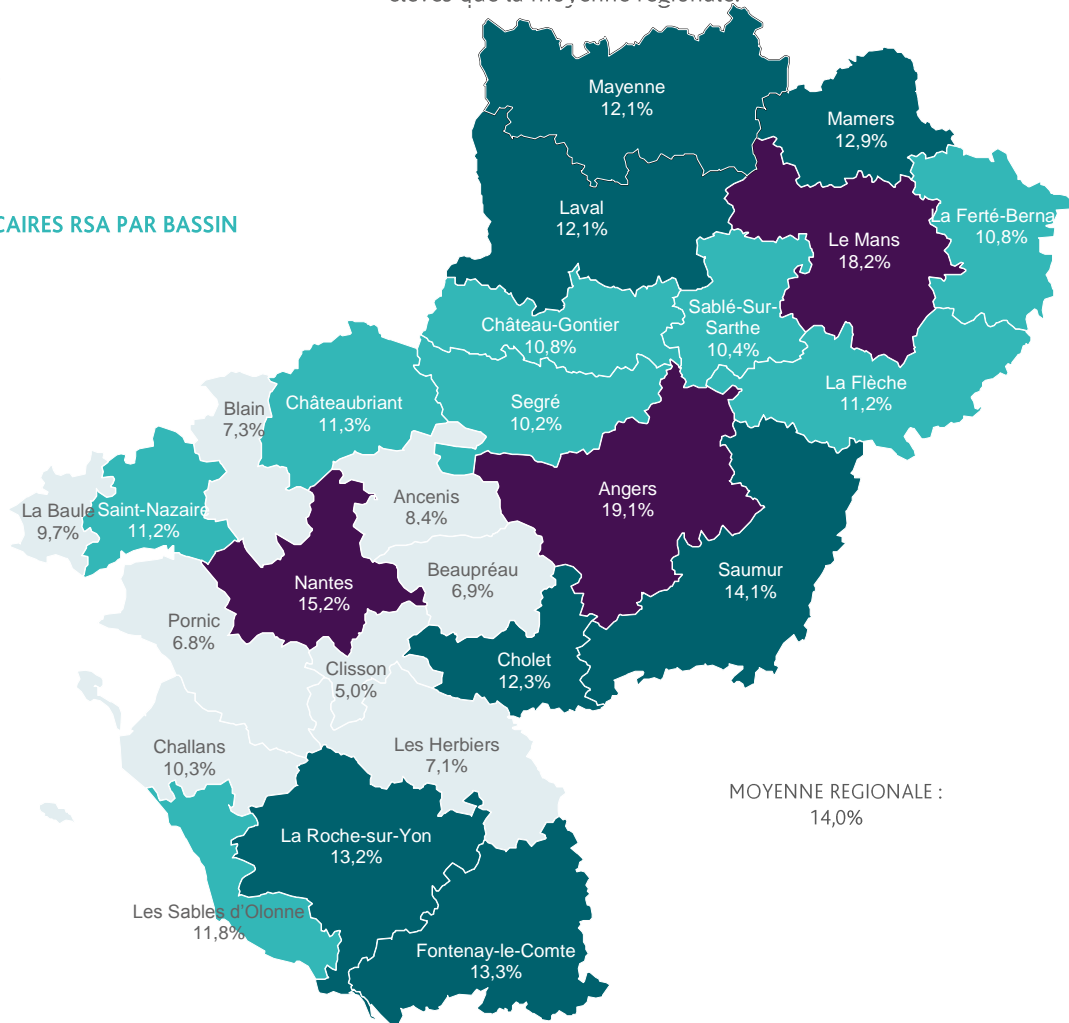 élevés que la moyenne régionale.
Mayenne
12,1%
Mamers
12,9%
Laval
12,1%
CAIRES RSA PAR BASSIN
La Ferté-Berna
10,8%
Le Mans
18,2%
Sablé-Sur-
Sarthe
10,4%
Château-Gontier
10,8%
La Flèche
11,2%
Segré
10,2%
Châteaubriant
11,3%
Blain
7,3%
Angers
19,1%
Ancenis
8.4%
La Baule
9,7%
Saint-Nazaire
11,2%
Saumur
14,1%
Beaupréau
6,9%
Nantes
15,2%
Pornic
6.8%
Cholet
12,3%
Clisson
5,0%
Challans
10,3%
Les Herbiers
7,1%
MOYENNE REGIONALE :
14,0%
La Roche-sur-Yon
13,2%
Les Sables d'Olonne
11,8%
Fontenay-le-Comte
13,3%